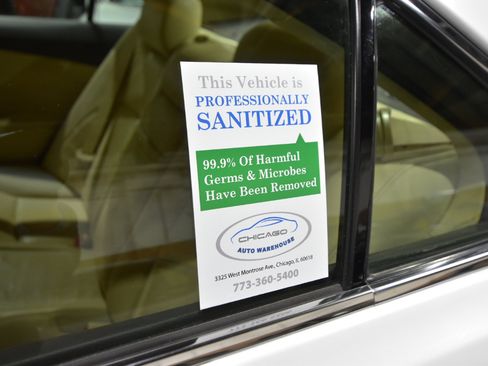 This Vehicle is
PROFESSIONALLY
SANITIZED
99.9% Of Harmful
Germs & Microbes
Have Been Removed
CHICAGO
AUTO WAREHOUSE
5325 West Montrose Ave., Chicago, IL 60618
773-360-5400